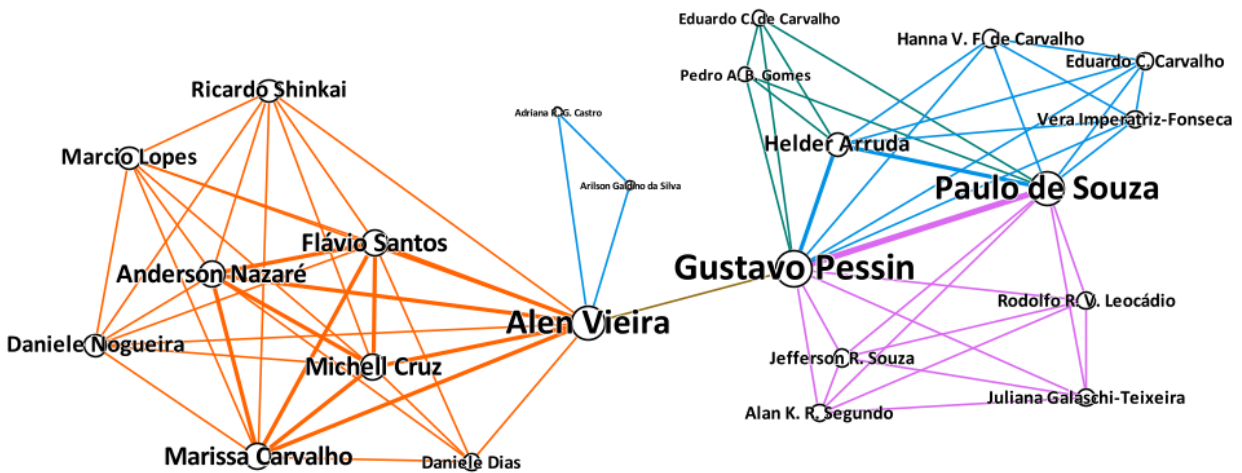 Eduardo C. de Carvalho
Hanna V. F. de Carvalho
Eduardo C. Carvalho
Pedro A. B. Gomes
Ricardo Shinkai
Adriana R. G. Castro
Vera Imperatriz-Fonseca
Marcio Lopes
Helder Arruda
Arilson Galdino da Silva
Paulo de Souza
Flávio Santos
Anderson Nazaré
Gustavo Pessin
Rodolfo R. V. Leocádio
Alen Vieira
Daniele Nogueira
Jefferson R. Souza
Michell Cruz
Juliana Galaschi-Teixeira
Alan K. R. Segundo
Marissa Carvalho
Daniele Dias